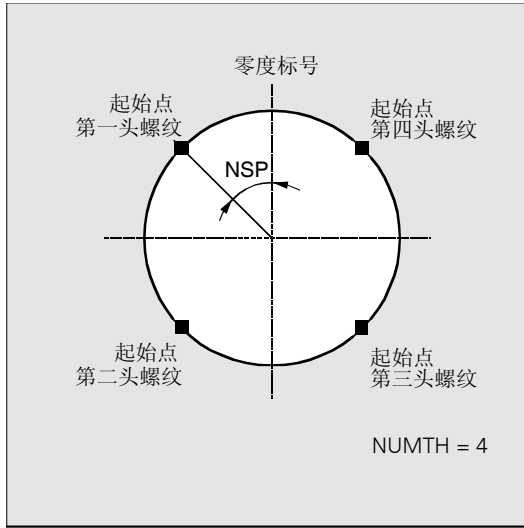 零度标号
起始点
第一头螺纹
起始点
第四头螺纹
NSP
起始点
第二头螺纹
起始点
第三头螺纹
NUMTH = 4